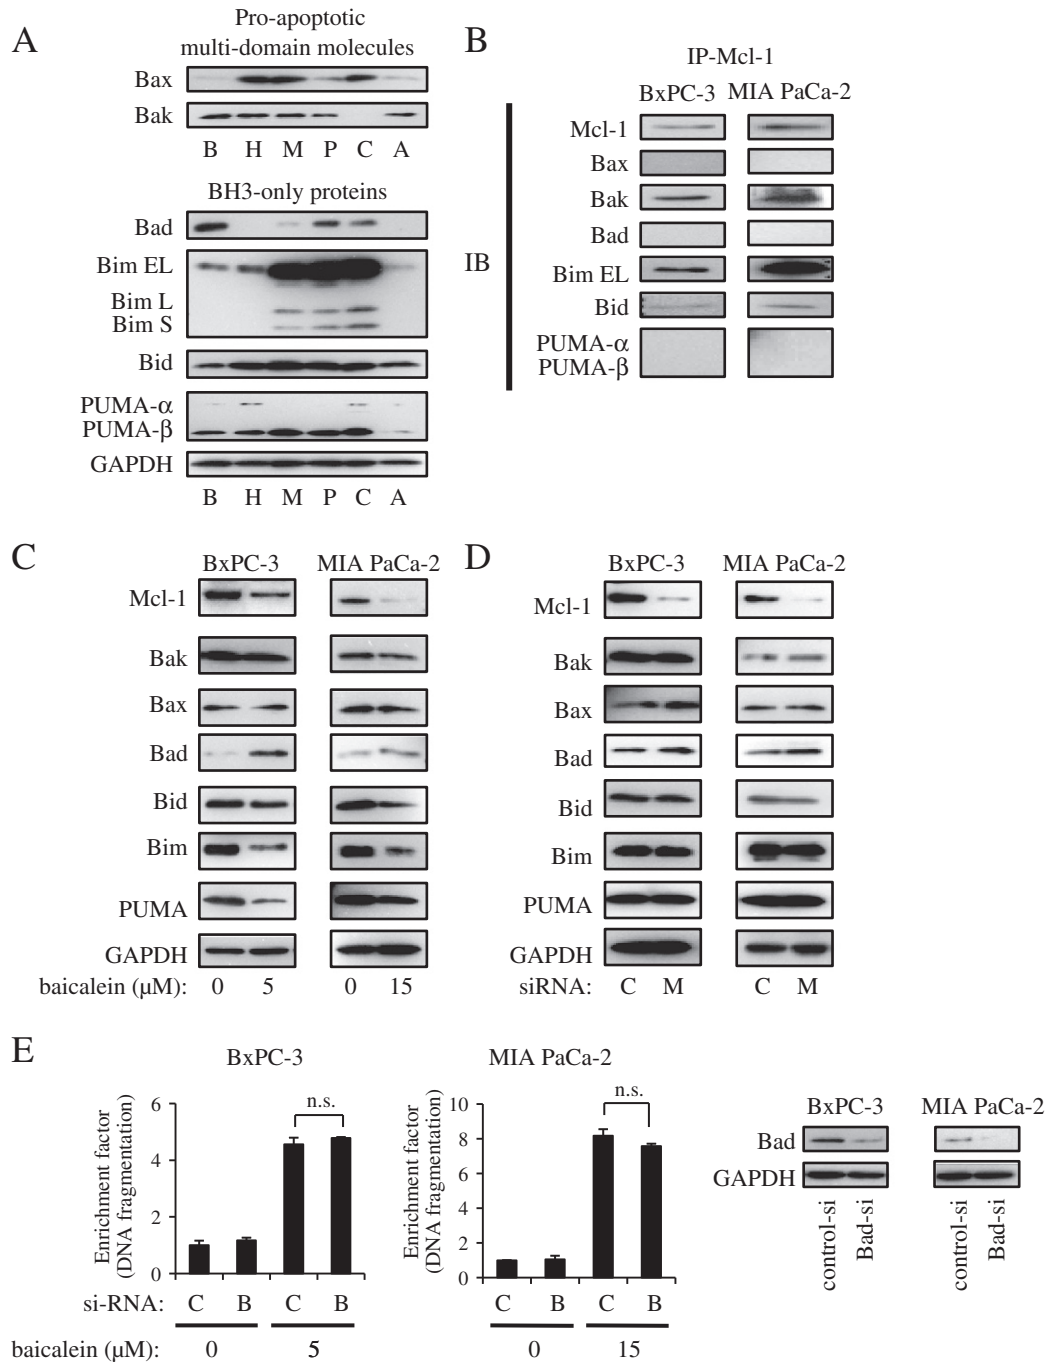 A
Pro-apoptotic
multi-domain molecules
Bax
Bak
B H M P C A
BH3-only proteins
Bad
Bim EL
Bim L
Bim S
Bid
PUMA-α
PUMA-β
GAPDH
B H M P C A
B
IP-Mcl-1
BxPC-3 MIA PaCa-2
IB
Mcl-1
Bax
Bak
Bad
Bim EL
Bid
PUMA-α
PUMA-β
C
BxPC-3 MIA PaCa-2
Mcl-1
Bak
Bax
Bad
Bid
Bim
PUMA
GAPDH
baicalein (µM): 0 5 0 15
D
BxPC-3 MIA PaCa-2
Mcl-1
Bak
Bax
Bad
Bid
Bim
PUMA
GAPDH
siRNA: C M C M
E
BxPC-3
Enrichment factor
(DNA fragmentation)
6
4
2
0
n.s.
si-RNA: C B C B
baicalein (µM): 0 5
MIA PaCa-2
Enrichment factor
(DNA fragmentation)
10
8
6
4
2
0
n.s.
C B C B
0 15
BxPC-3 MIA PaCa-2
Bad
GAPDH
control-si
Bad-si
control-si
Bad-si